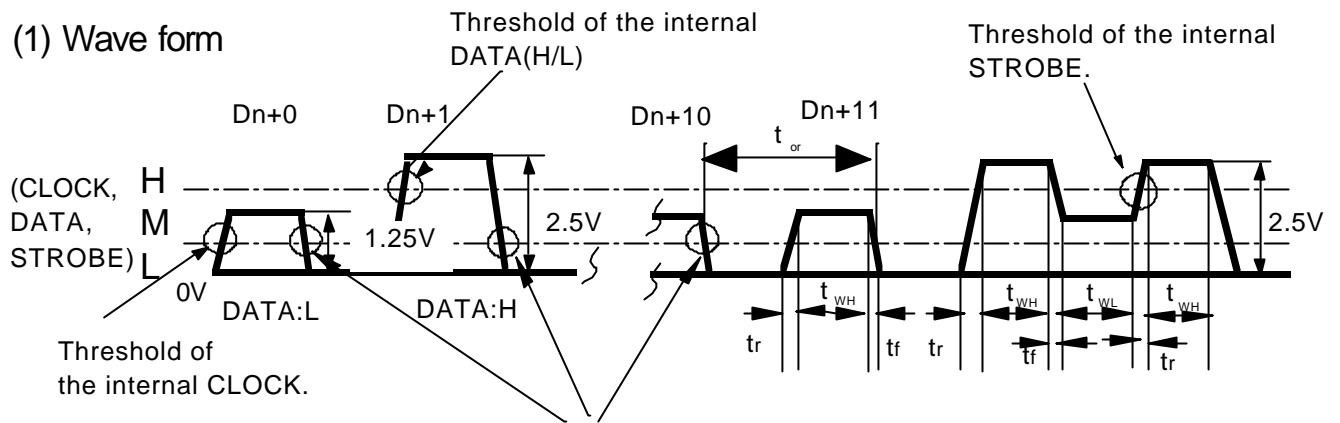 (1) Wave form
Threshold of the internal
DATA(H/L)
Threshold of the internal
STROBE.
Dn+0
Dn+1
Dn+10
Dn+11
t or
(CLOCK,
DATA,
STROBE)
H
M
L
0V
1.25V
2.5V
2.5V
DATA:L
DATA:H
t WH
t WH
t WL
t WH
tr
tf
tr
tf
tr
Threshold of
the internal CLOCK.